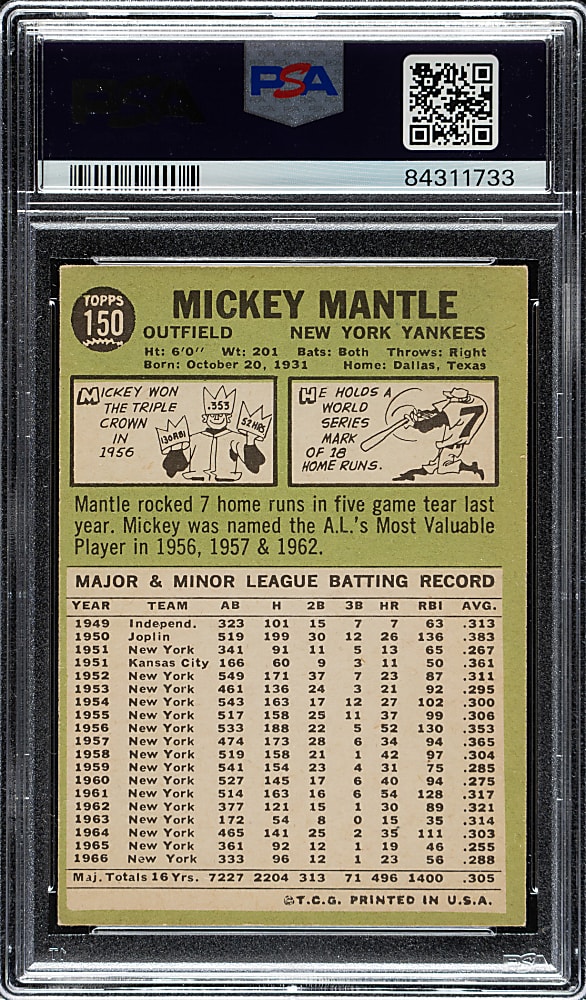 PSA
PSA
84311733
TOPPS
150
MICKEY MANTLE
OUTFIELD NEW YORK YANKEES
Ht: 6'0" Wt: 201 Bats: Both Throws: Right
Born: October 20, 1931 Home: Dallas, Texas
MICKEY WON
THE TRIPLE
CROWN
IN
1956
130 RBI
.353
52 HRS
HE HOLDS A
WORLD
SERIES
MARK
OF 18
HOME RUNS.
7
Mantle rocked 7 home runs in five game tear last
year. Mickey was named the A.L.'s Most Valuable
Player in 1956, 1957 & 1962.
MAJOR & MINOR LEAGUE BATTING RECORD
YEAR TEAM AB H 2B 3B HR RBI AVG.
1949 Independ. 323 101 15 7 7 63 .313
1950 Joplin 519 199 30 12 26 136 .383
1951 New York 341 91 11 5 13 65 .267
1951 Kansas City 166 60 9 3 11 50 .361
1952 New York 549 171 37 7 23 87 .311
1953 New York 461 136 24 3 21 92 .295
1954 New York 543 163 17 12 27 102 .300
1955 New York 517 158 25 11 37 99 .306
1956 New York 533 188 22 5 52 130 .353
1957 New York 474 173 28 6 34 94 .365
1958 New York 519 158 21 1 42 97 .304
1959 New York 541 154 23 4 31 75 .285
1960 New York 527 145 17 6 40 94 .275
1961 New York 514 163 16 6 54 128 .317
1962 New York 377 121 15 1 30 89 .321
1963 New York 172 54 8 0 15 35 .314
1964 New York 465 141 25 2 35 111 .303
1965 New York 361 92 12 1 19 46 .255
1966 New York 333 96 12 1 23 56 .288
Maj. Totals 16 Yrs. 7227 2204 313 71 496 1400 .305
©T.C.G. PRINTED IN U.S.A.
PSA